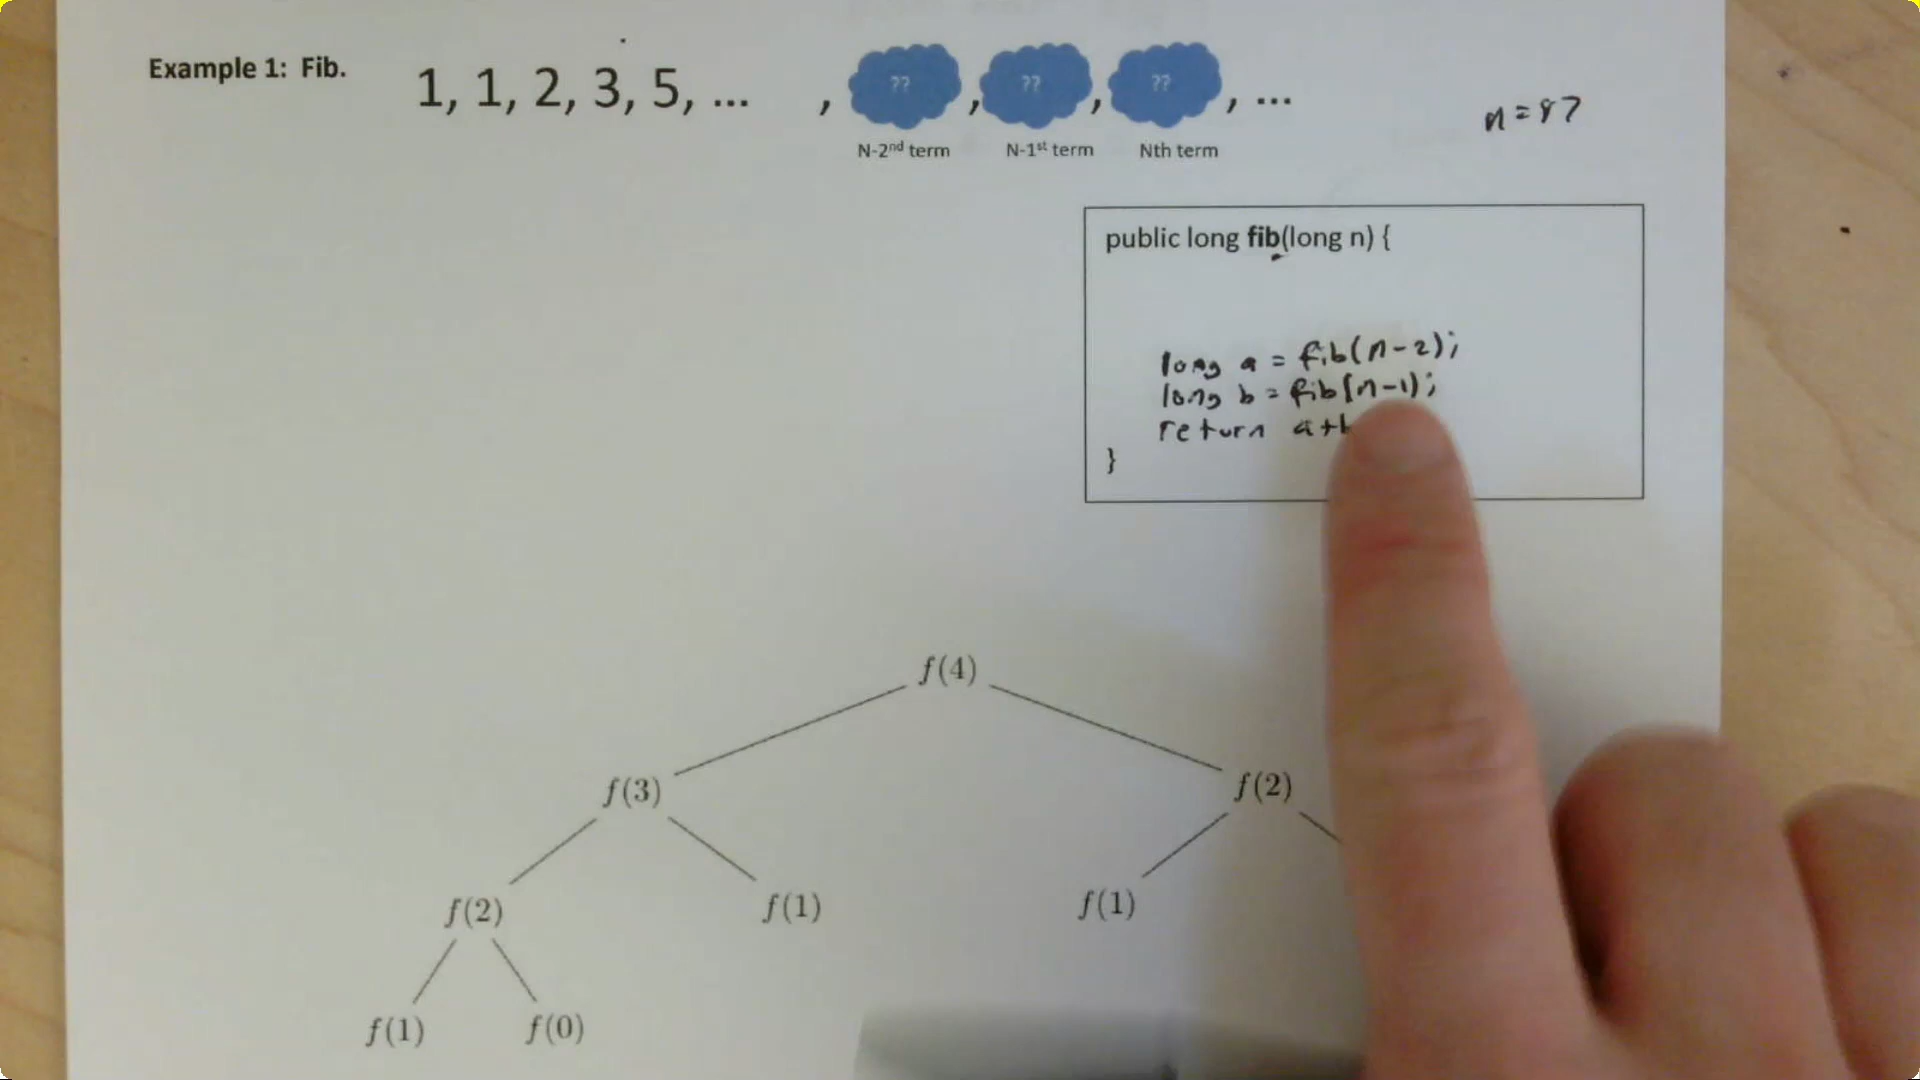 Example 1: Fib.
1, 1, 2, 3, 5, ... , ?? , ?? , ?? , ...
N-2nd term N-1st term Nth term
n = 87
public long fib(long n) {
long a = fib(n-2);
long b = fib(n-1);
return a+b
}
f(4)
f(3) f(2)
f(2) f(1) f(1)
f(1) f(0)